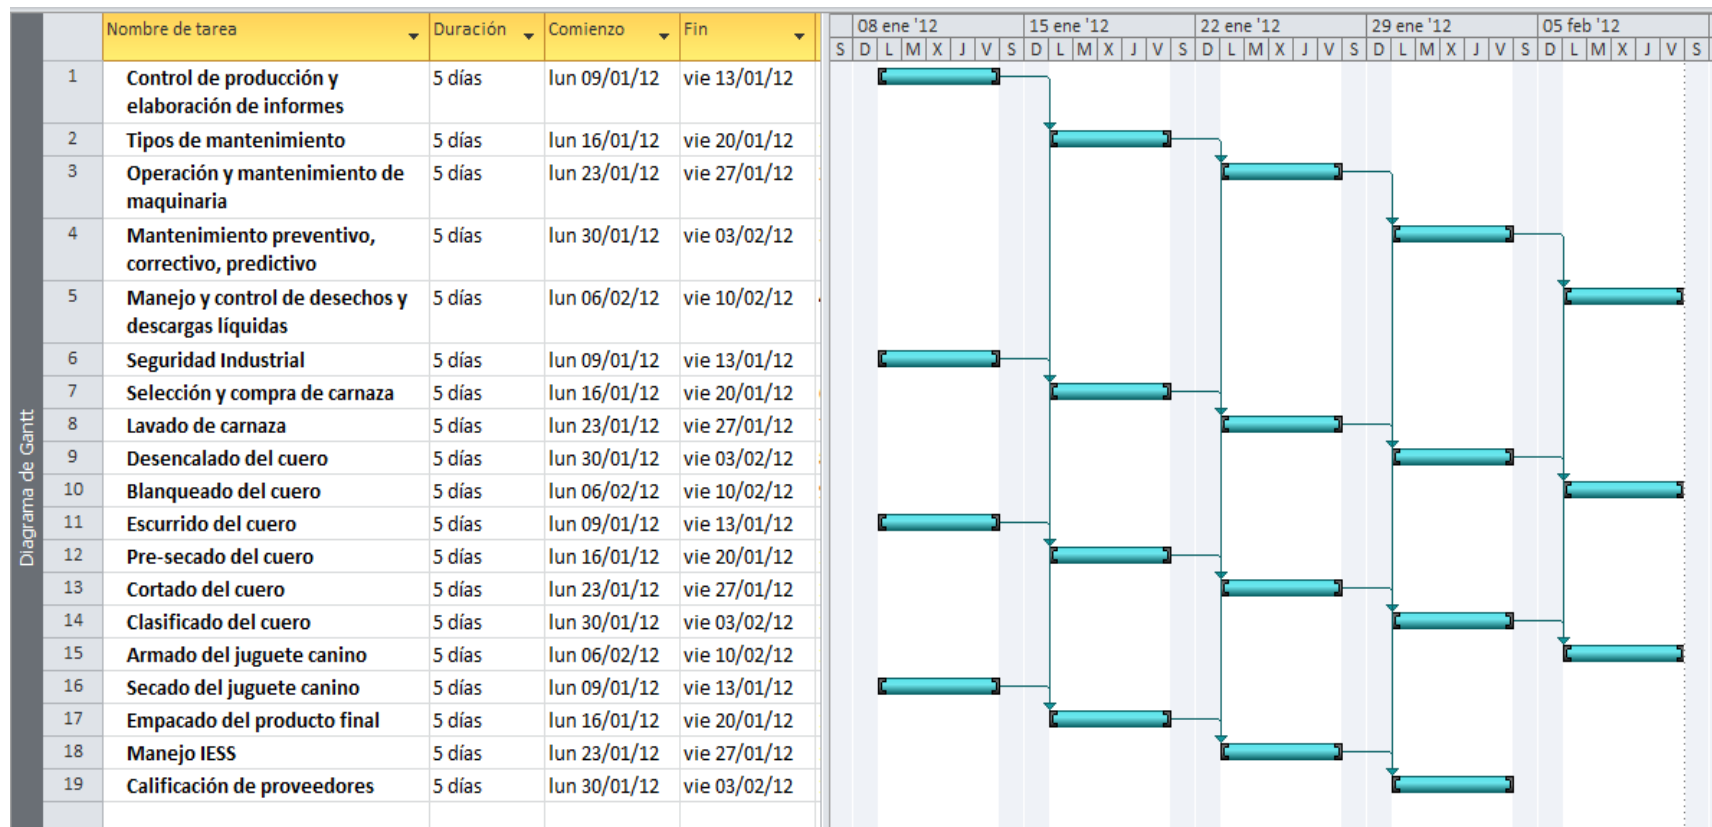 Diagrama de Gantt
Nombre de tarea Duración Comienzo Fin
08 ene '12 15 ene '12 22 ene '12 29 ene '12 05 feb '12
S D L M X J V S D L M X J V S D L M X J V S D L M X J V S D L M X J V S
1 Control de producción y 5 días lun 09/01/12 vie 13/01/12
elaboración de informes
2 Tipos de mantenimiento 5 días lun 16/01/12 vie 20/01/12
3 Operación y mantenimiento de 5 días lun 23/01/12 vie 27/01/12
maquinaria
4 Mantenimiento preventivo, 5 días lun 30/01/12 vie 03/02/12
correctivo, predictivo
5 Manejo y control de desechos y 5 días lun 06/02/12 vie 10/02/12
descargas líquidas
6 Seguridad Industrial 5 días lun 09/01/12 vie 13/01/12
7 Selección y compra de carnaza 5 días lun 16/01/12 vie 20/01/12
8 Lavado de carnaza 5 días lun 23/01/12 vie 27/01/12
9 Desencalado del cuero 5 días lun 30/01/12 vie 03/02/12
10 Blanqueado del cuero 5 días lun 06/02/12 vie 10/02/12
11 Escurrido del cuero 5 días lun 09/01/12 vie 13/01/12
12 Pre-secado del cuero 5 días lun 16/01/12 vie 20/01/12
13 Cortado del cuero 5 días lun 23/01/12 vie 27/01/12
14 Clasificado del cuero 5 días lun 30/01/12 vie 03/02/12
15 Armado del juguete canino 5 días lun 06/02/12 vie 10/02/12
16 Secado del juguete canino 5 días lun 09/01/12 vie 13/01/12
17 Empacado del producto final 5 días lun 16/01/12 vie 20/01/12
18 Manejo IESS 5 días lun 23/01/12 vie 27/01/12
19 Calificación de proveedores 5 días lun 30/01/12 vie 03/02/12